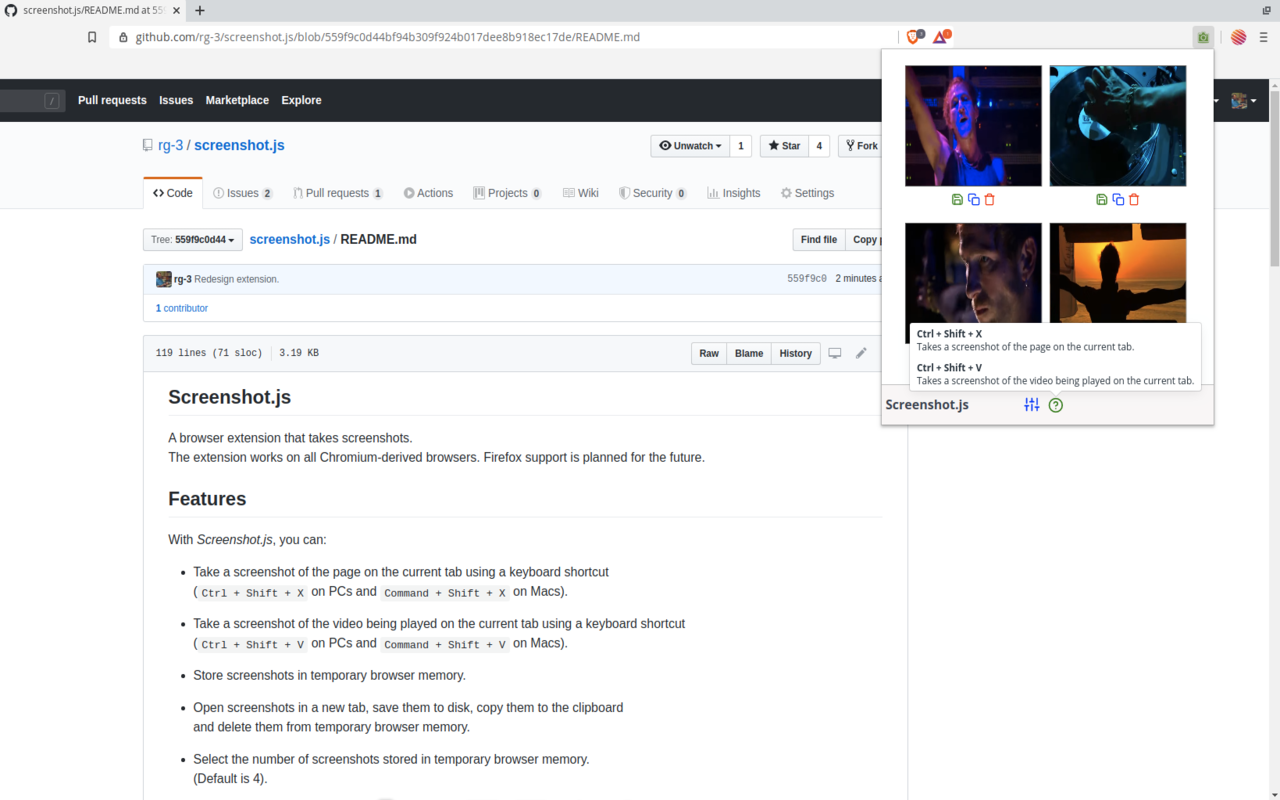 screenshot.js/README.md at 559
github.com/rg-3/screenshot.js/blob/559f9c0d44bf94b309f924b017dee8b918ec17de/README.md
3
1
/
Pull requests
Issues
Marketplace
Explore
rg-3 / screenshot.js
Unwatch 1
Star 4
Fork
Code
Issues 2
Pull requests 1
Actions
Projects 0
Wiki
Security 0
Insights
Settings
Tree: 559f9c0d44
screenshot.js / README.md
Find file
Copy p
rg-3 Redesign extension.
559f9c0 2 minutes a
1 contributor
119 lines (71 sloc) 3.19 KB
Raw
Blame
History
Screenshot.js
A browser extension that takes screenshots.
The extension works on all Chromium-derived browsers. Firefox support is planned for the future.
Features
With Screenshot.js, you can:
• Take a screenshot of the page on the current tab using a keyboard shortcut
( Ctrl + Shift + X on PCs and Command + Shift + X on Macs).
• Take a screenshot of the video being played on the current tab using a keyboard shortcut
( Ctrl + Shift + V on PCs and Command + Shift + V on Macs).
• Store screenshots in temporary browser memory.
• Open screenshots in a new tab, save them to disk, copy them to the clipboard
and delete them from temporary browser memory.
• Select the number of screenshots stored in temporary browser memory.
(Default is 4).
Ctrl + Shift + X
Takes a screenshot of the page on the current tab.
Ctrl + Shift + V
Takes a screenshot of the video being played on the current tab.
Screenshot.js